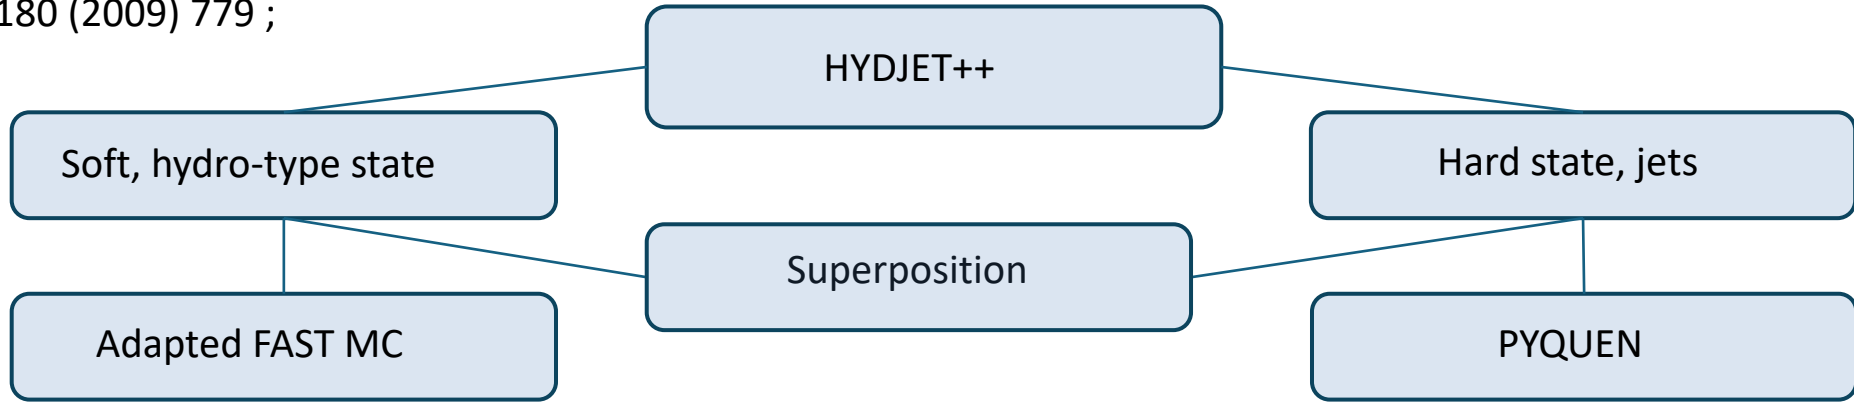 180 (2009) 779 ;
HYDJET++
Soft, hydro-type state
Hard state, jets
Superposition
Adapted FAST MC
PYQUEN